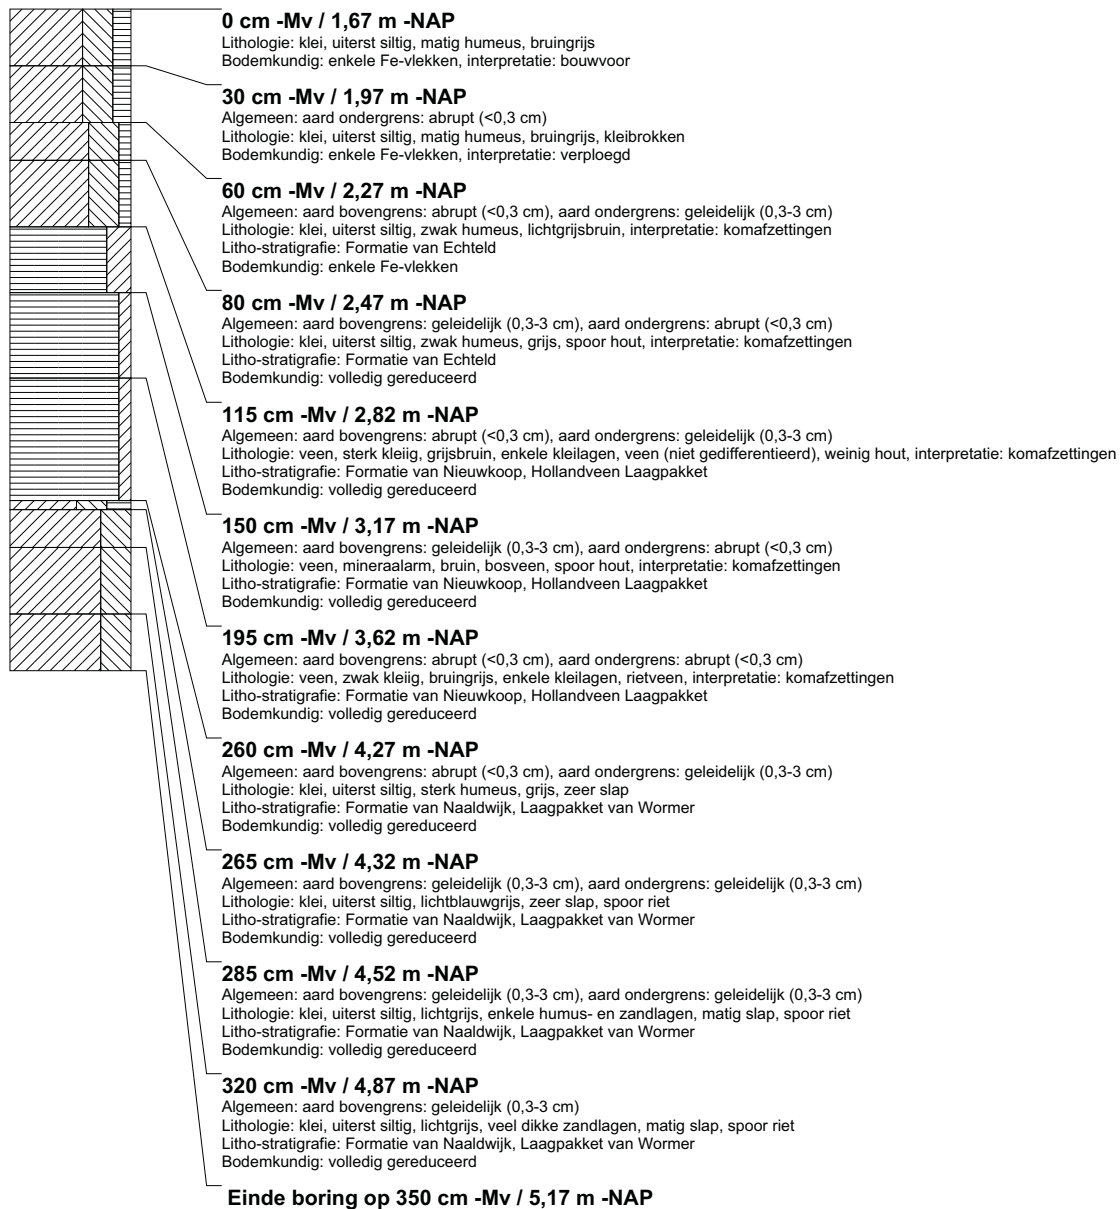 0 cm -Mv / 1,67 m -NAP
Lithologie: klei, uiterst siltig, matig humeus, bruingrijs
Bodemkundig: enkele Fe-vlekken, interpretatie: bouwvoor
30 cm -Mv / 1,97 m -NAP
Algemeen: aard ondergrens: abrupt (<0,3 cm)
Lithologie: klei, uiterst siltig, matig humeus, bruingrijs, kleibrokken
Bodemkundig: enkele Fe-vlekken, interpretatie: verploegd
60 cm -Mv / 2,27 m -NAP
Algemeen: aard bovengrens: abrupt (<0,3 cm), aard ondergrens: geleidelijk (0,3-3 cm)
Lithologie: klei, uiterst siltig, zwak humeus, lichtgrijsbruin, interpretatie: komafzettingen
Litho-stratigrafie: Formatie van Echteld
Bodemkundig: enkele Fe-vlekken
80 cm -Mv / 2,47 m -NAP
Algemeen: aard bovengrens: geleidelijk (0,3-3 cm), aard ondergrens: abrupt (<0,3 cm)
Lithologie: klei, uiterst siltig, zwak humeus, grijs, spoor hout, interpretatie: komafzettingen
Litho-stratigrafie: Formatie van Echteld
Bodemkundig: volledig gereduceerd
115 cm -Mv / 2,82 m -NAP
Algemeen: aard bovengrens: abrupt (<0,3 cm), aard ondergrens: geleidelijk (0,3-3 cm)
Lithologie: veen, sterk kleiig, grijsbruin, enkele kleilagen, veen (niet gedifferentieerd), weinig hout, interpretatie: komafzettingen
Litho-stratigrafie: Formatie van Nieuwkoop, Hollandveen Laagpakket
Bodemkundig: volledig gereduceerd
150 cm -Mv / 3,17 m -NAP
Algemeen: aard bovengrens: geleidelijk (0,3-3 cm), aard ondergrens: abrupt (<0,3 cm)
Lithologie: veen, mineraalarm, bruin, bosveen, spoor hout, interpretatie: komafzettingen
Litho-stratigrafie: Formatie van Nieuwkoop, Hollandveen Laagpakket
Bodemkundig: volledig gereduceerd
195 cm -Mv / 3,62 m -NAP
Algemeen: aard bovengrens: abrupt (<0,3 cm), aard ondergrens: abrupt (<0,3 cm)
Lithologie: veen, zwak kleiig, bruingrijs, enkele kleilagen, rietveen, interpretatie: komafzettingen
Litho-stratigrafie: Formatie van Nieuwkoop, Hollandveen Laagpakket
Bodemkundig: volledig gereduceerd
260 cm -Mv / 4,27 m -NAP
Algemeen: aard bovengrens: abrupt (<0,3 cm), aard ondergrens: geleidelijk (0,3-3 cm)
Lithologie: klei, uiterst siltig, sterk humeus, grijs, zeer slap
Litho-stratigrafie: Formatie van Naaldwijk, Laagpakket van Wormer
Bodemkundig: volledig gereduceerd
265 cm -Mv / 4,32 m -NAP
Algemeen: aard bovengrens: geleidelijk (0,3-3 cm), aard ondergrens: geleidelijk (0,3-3 cm)
Lithologie: klei, uiterst siltig, lichtblauwgrijs, zeer slap, spoor riet
Litho-stratigrafie: Formatie van Naaldwijk, Laagpakket van Wormer
Bodemkundig: volledig gereduceerd
285 cm -Mv / 4,52 m -NAP
Algemeen: aard bovengrens: geleidelijk (0,3-3 cm), aard ondergrens: geleidelijk (0,3-3 cm)
Lithologie: klei, uiterst siltig, lichtgrijs, enkele humus- en zandlagen, matig slap, spoor riet
Litho-stratigrafie: Formatie van Naaldwijk, Laagpakket van Wormer
Bodemkundig: volledig gereduceerd
320 cm -Mv / 4,87 m -NAP
Algemeen: aard bovengrens: geleidelijk (0,3-3 cm)
Lithologie: klei, uiterst siltig, lichtgrijs, veel dikke zandlagen, matig slap, spoor riet
Litho-stratigrafie: Formatie van Naaldwijk, Laagpakket van Wormer
Bodemkundig: volledig gereduceerd
Einde boring op 350 cm -Mv / 5,17 m -NAP